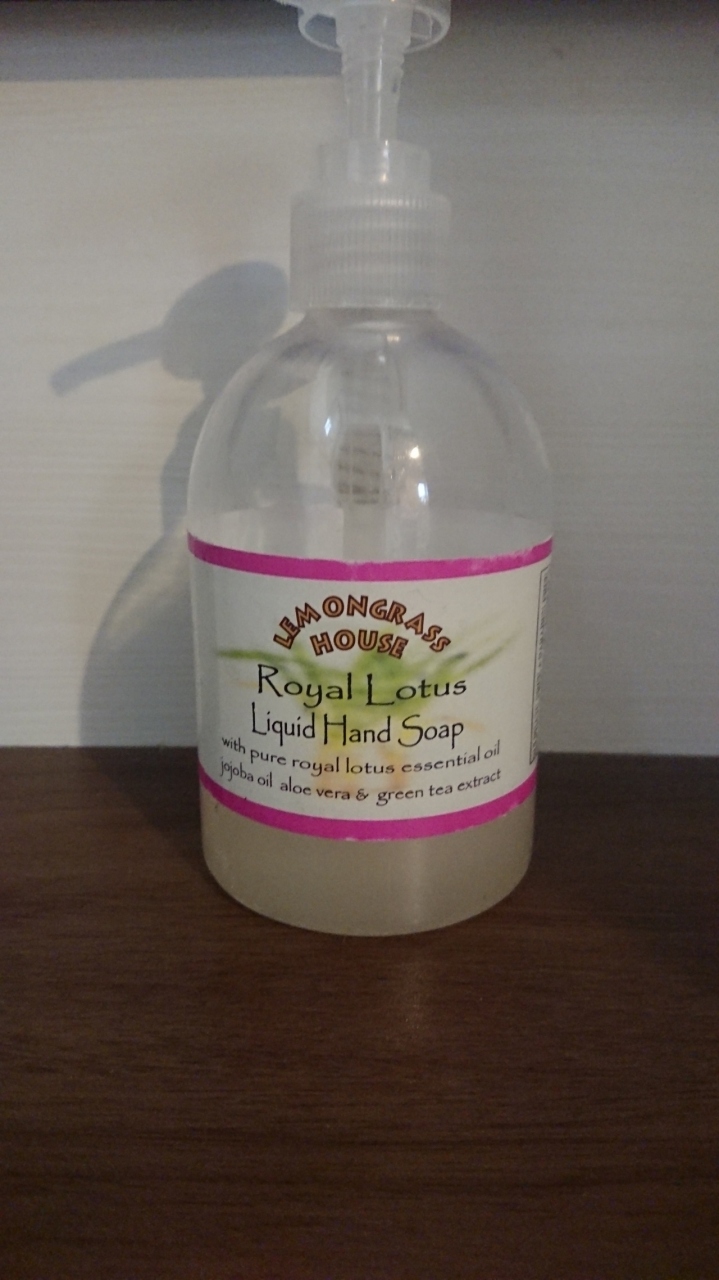 LEMONGRASS
HOUSE
Royal Lotus
Liquid Hand Soap
with pure royal lotus essential oil
jojoba oil aloe vera & green tea extract